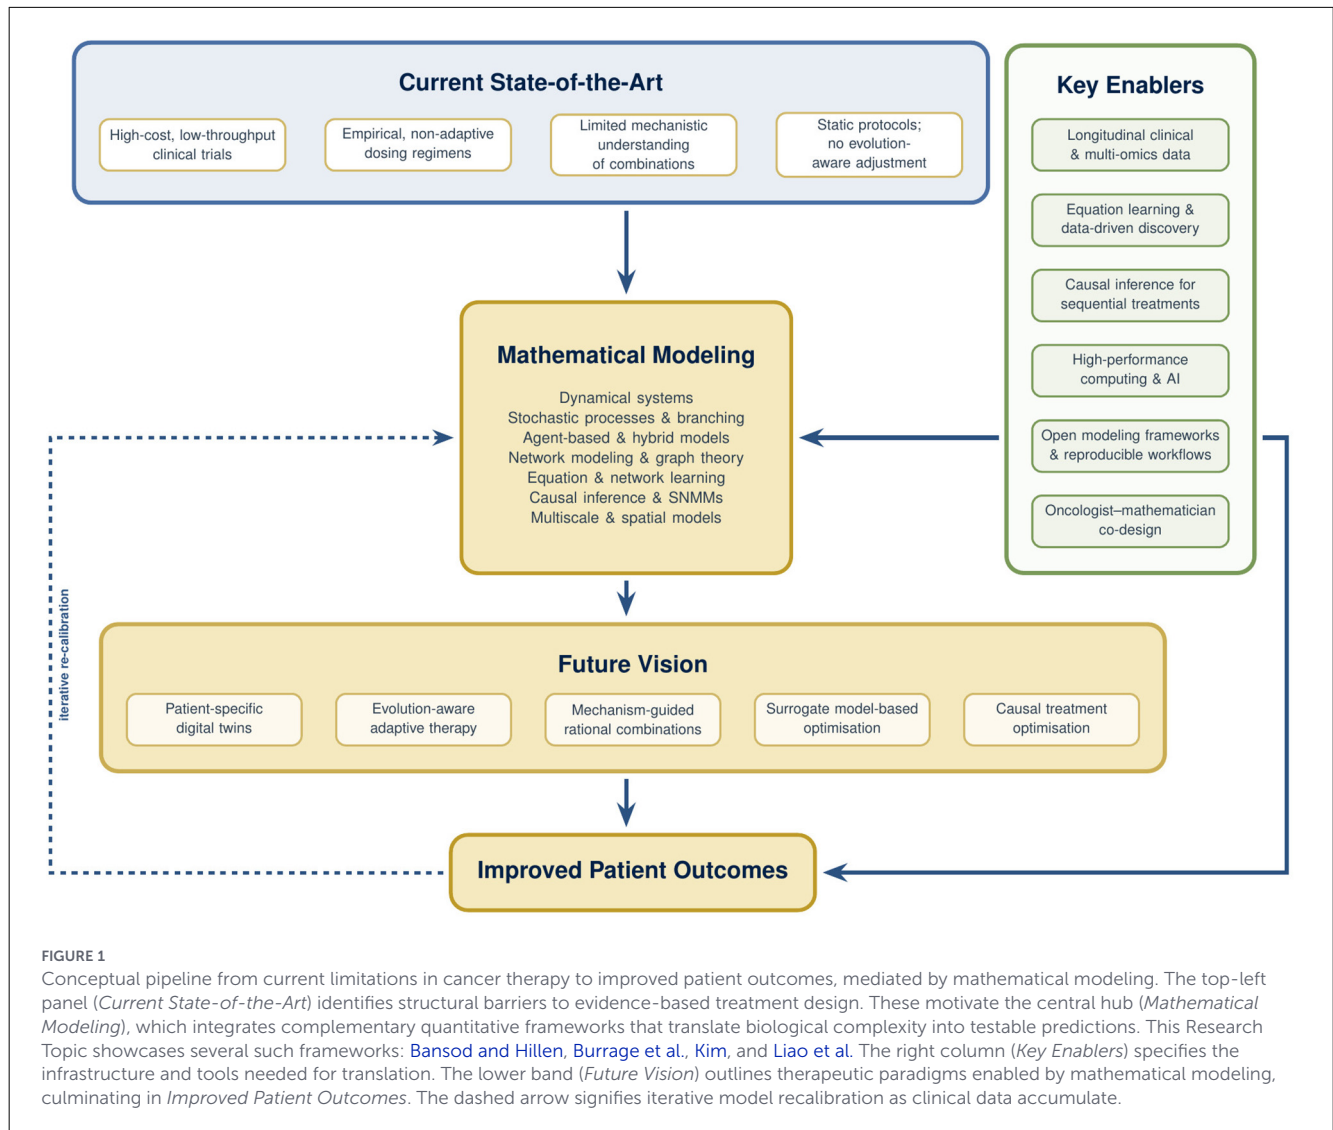 Current State-of-the-Art
High-cost, low-throughput
clinical trials
Empirical, non-adaptive
dosing regimens
Limited mechanistic
understanding
of combinations
Static protocols;
no evolution-
aware adjustment
Key Enablers
Longitudinal clinical
& multi-omics data
Equation learning &
data-driven discovery
Causal inference for
sequential treatments
High-performance
computing & AI
Open modeling frameworks
& reproducible workflows
Oncologist–mathematician
co-design
Mathematical Modeling
Dynamical systems
Stochastic processes & branching
Agent-based & hybrid models
Network modeling & graph theory
Equation & network learning
Causal inference & SNMMs
Multiscale & spatial models
iterative re-calibration
Future Vision
Patient-specific
digital twins
Evolution-aware
adaptive therapy
Mechanism-guided
rational combinations
Surrogate model-based
optimisation
Causal treatment
optimisation
Improved Patient Outcomes
FIGURE 1
Conceptual pipeline from current limitations in cancer therapy to improved patient outcomes, mediated by mathematical modeling. The top-left
panel (Current State-of-the-Art) identifies structural barriers to evidence-based treatment design. These motivate the central hub (Mathematical
Modeling), which integrates complementary quantitative frameworks that translate biological complexity into testable predictions. This Research
Topic showcases several such frameworks: Bansod and Hillen, Burrage et al., Kim, and Liao et al. The right column (Key Enablers) specifies the
infrastructure and tools needed for translation. The lower band (Future Vision) outlines therapeutic paradigms enabled by mathematical modeling,
culminating in Improved Patient Outcomes. The dashed arrow signifies iterative model recalibration as clinical data accumulate.